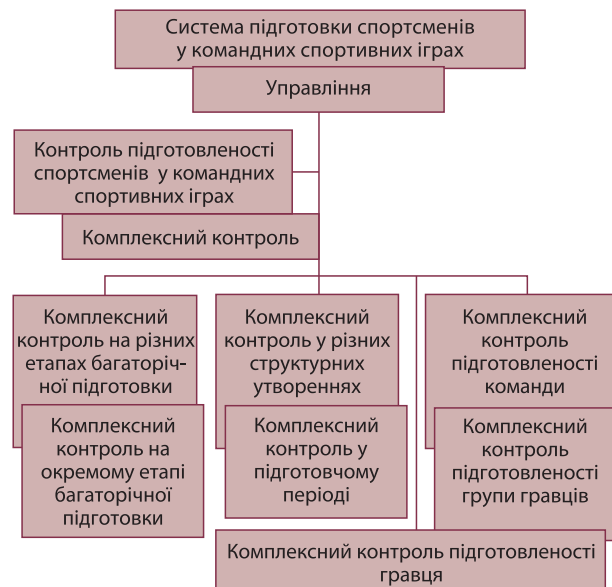 Система підготовки спортсменів
у командних спортивних іграх
Управління
Контроль підготовленості
спортсменів у командних
спортивних іграх
Комплексний контроль
Комплексний
контроль на різних
етапах багаторіч-
ної підготовки
Комплексний
контроль на
окремому етапі
багаторічної
підготовки
Комплексний
контроль у різних
структурних
утвореннях
Комплексний
контроль у
підготовчому
періоді
Комплексний
контроль
підготовленості
команди
Комплексний
контроль
підготовленості
групи гравців
Комплексний контроль підготовленості
гравця